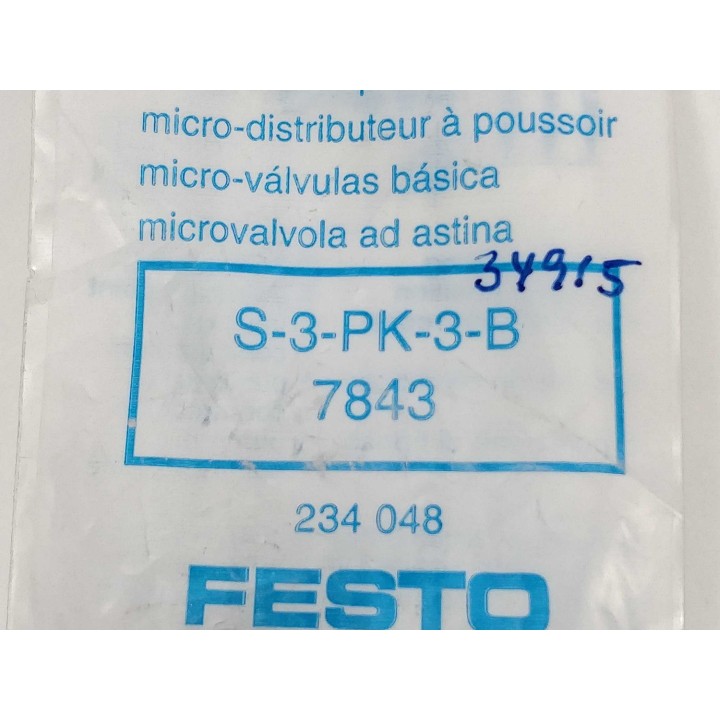 micro-distributeur à poussoir
micro-válvulas básica
microvalvola ad astina
34915
S-3-PK-3-B
7843
234 048
FESTO